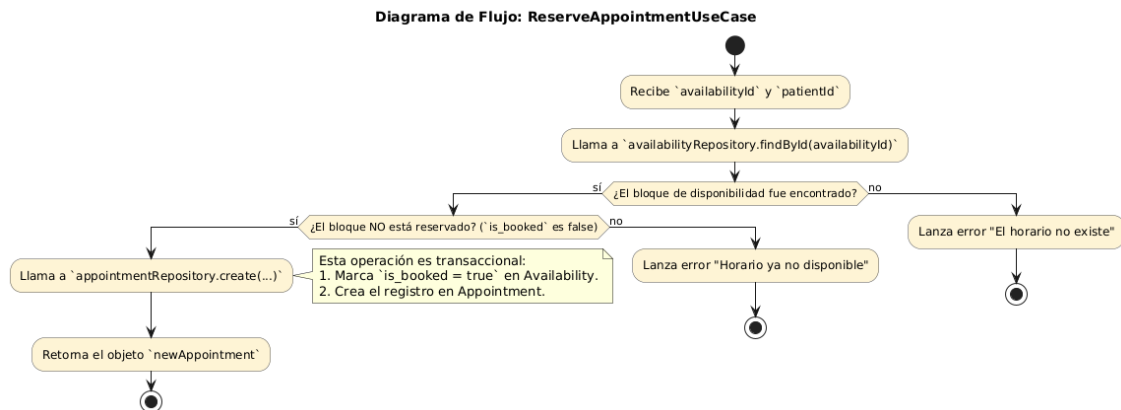 Diagrama de Flujo: ReserveAppointmentUseCase
Recibe `availabilityId` y `patientId`
Llama a `availabilityRepository.findById(availabilityId)`
sí
¿El bloque de disponibilidad fue encontrado?
no
sí
¿El bloque NO está reservado? (`is_booked` es false)
no
Lanza error "El horario no existe"
Llama a `appointmentRepository.create(...)`
Esta operación es transaccional:
1. Marca `is_booked = true` en Availability.
2. Crea el registro en Appointment.
Lanza error "Horario ya no disponible"
Retorna el objeto `newAppointment`